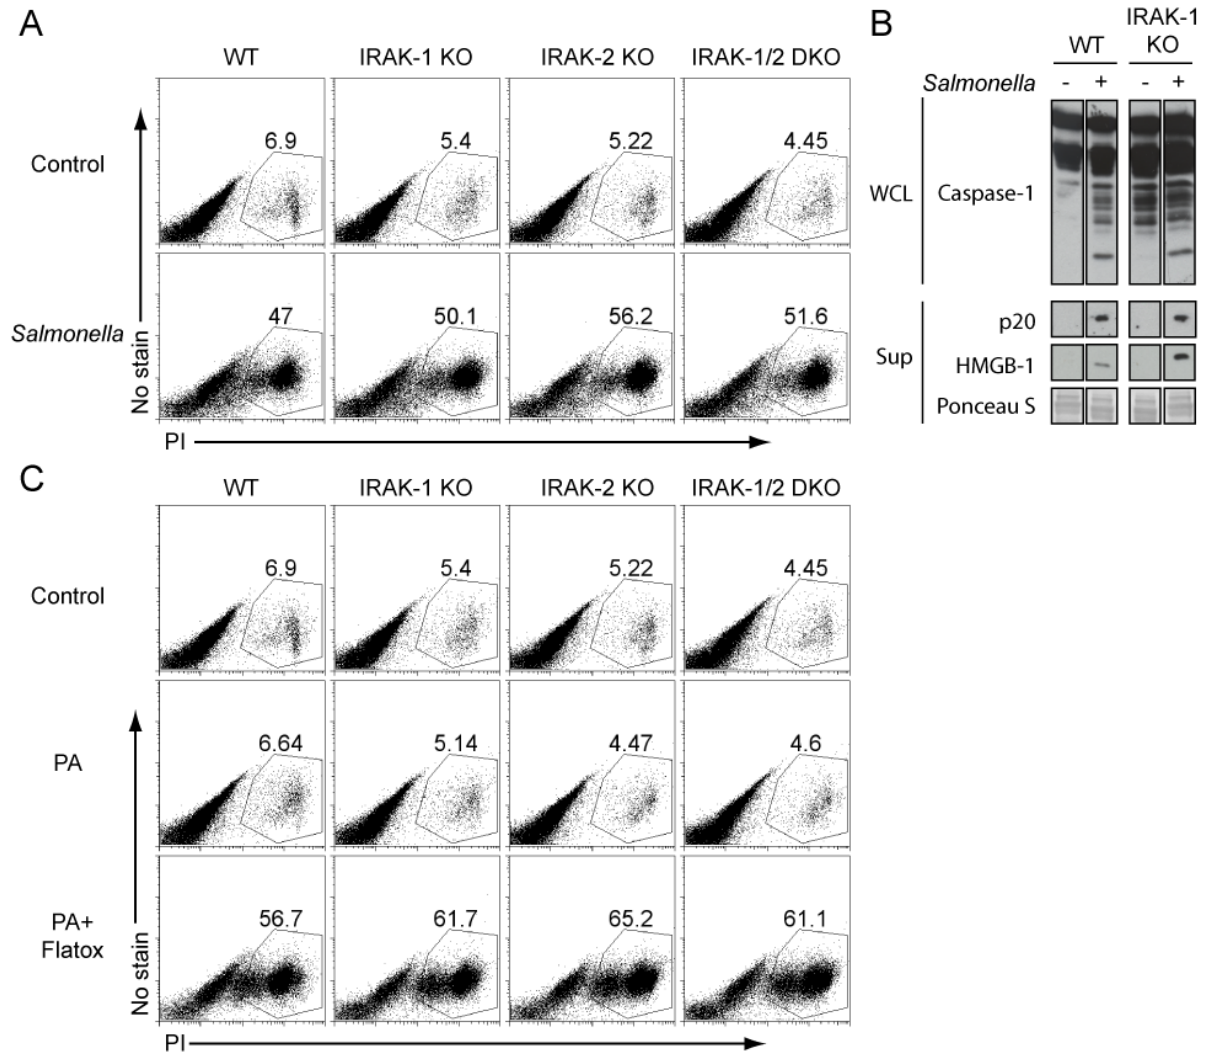 A
WT IRAK-1 KO IRAK-2 KO IRAK-1/2 DKO
Control
6.9 5.4 5.22 4.45
Salmonella
47 50.1 56.2 51.6
No stain
PI
B
WT IRAK-1
KO
Salmonella - + - +
WCL Caspase-1
Sup
p20
HMGB-1
Ponceau S
C
WT IRAK-1 KO IRAK-2 KO IRAK-1/2 DKO
Control
6.9 5.4 5.22 4.45
PA
6.64 5.14 4.47 4.6
PA+
Flatox
56.7 61.7 65.2 61.1
No stain
PI